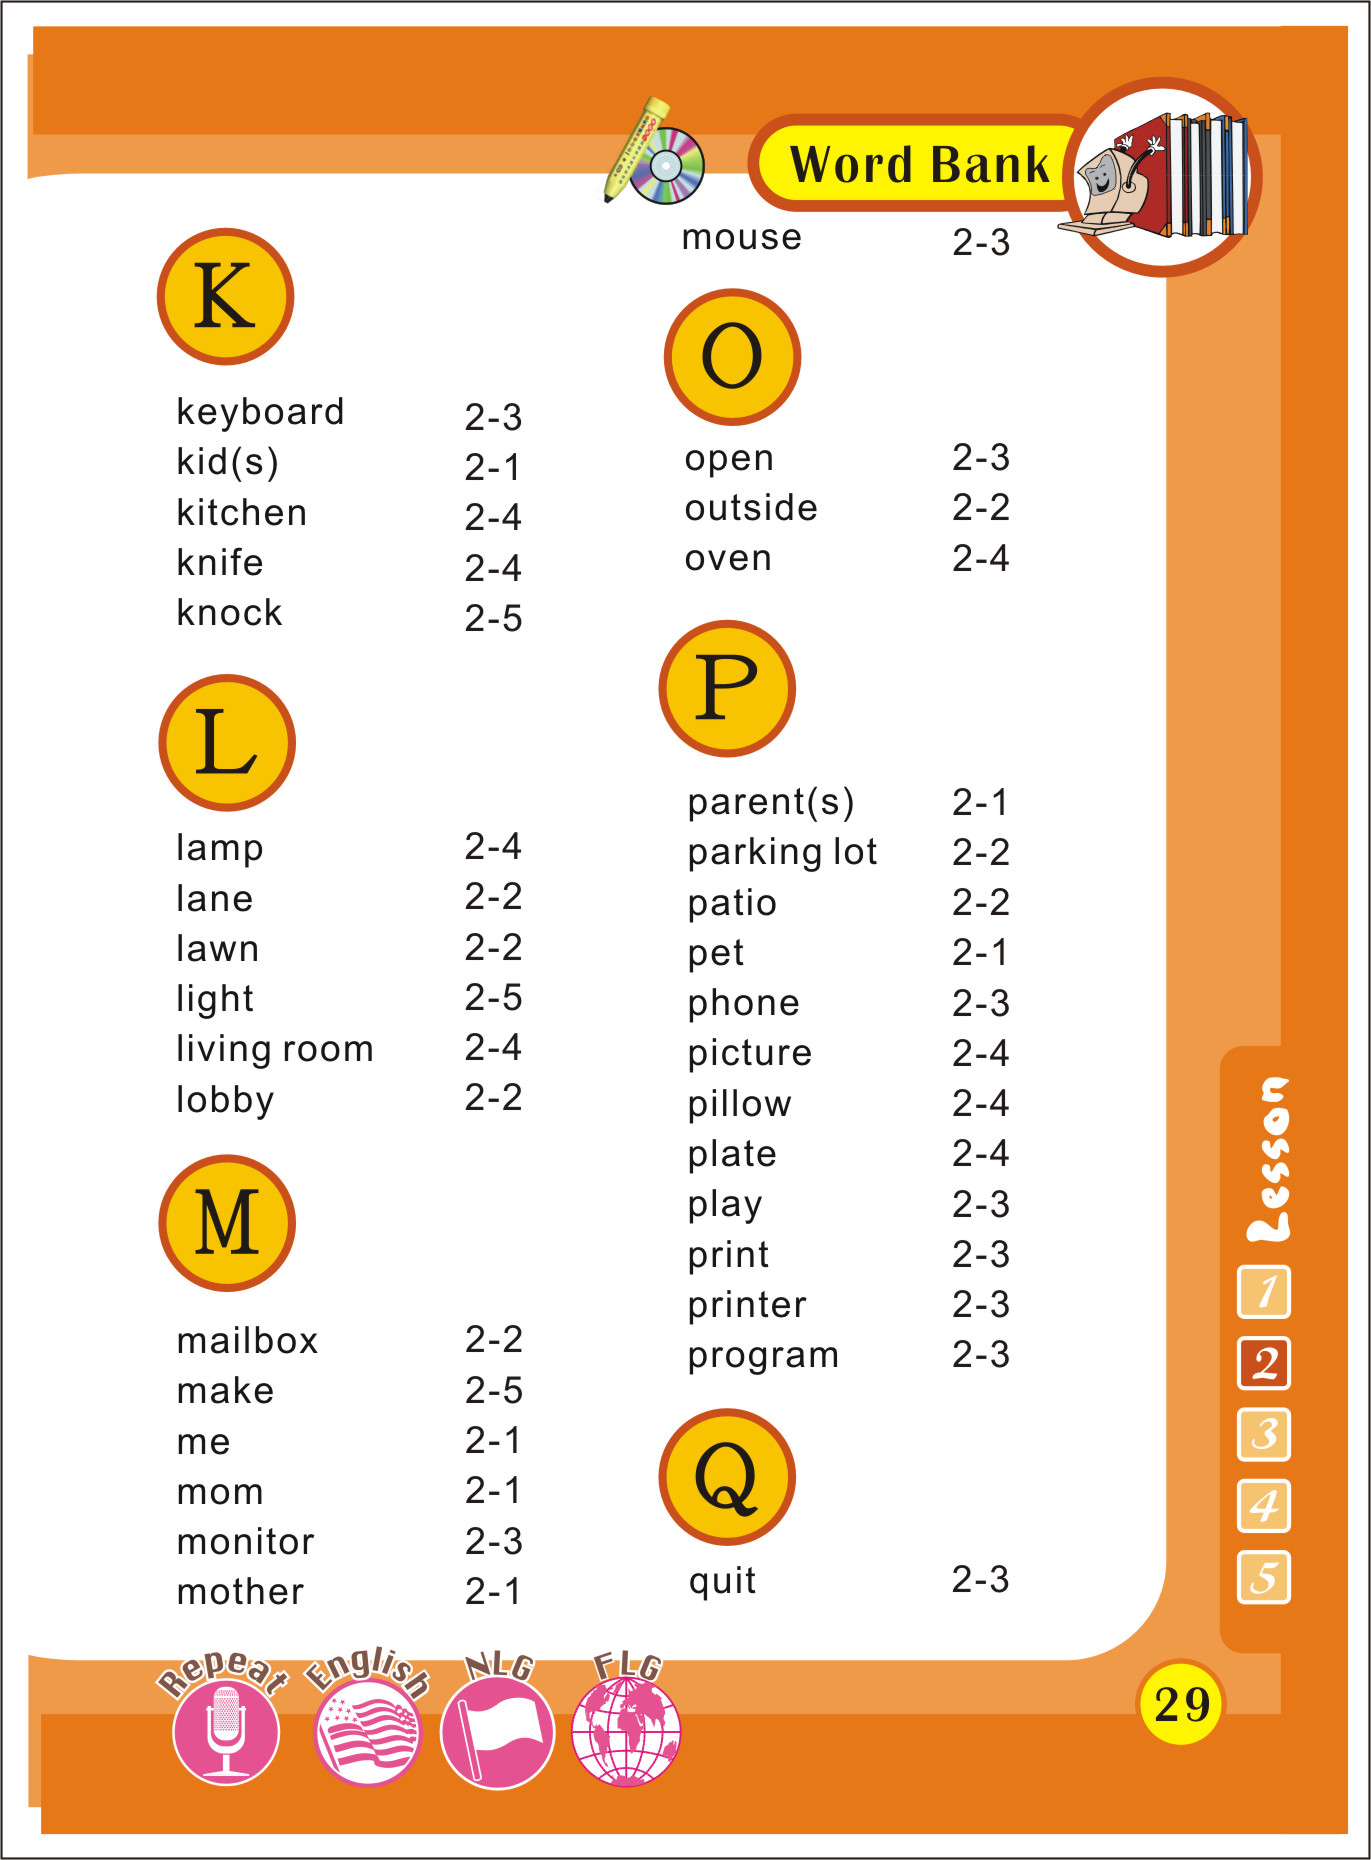 Word Bank
K
keyboard 2-3
kid(s) 2-1
kitchen 2-4
knife 2-4
knock 2-5
L
lamp 2-4
lane 2-2
lawn 2-2
light 2-5
living room 2-4
lobby 2-2
M
mailbox 2-2
make 2-5
me 2-1
mom 2-1
monitor 2-3
mother 2-1
mouse 2-3
O
open 2-3
outside 2-2
oven 2-4
P
parent(s) 2-1
parking lot 2-2
patio 2-2
pet 2-1
phone 2-3
picture 2-4
pillow 2-4
plate 2-4
play 2-3
print 2-3
printer 2-3
program 2-3
Q
quit 2-3
Lesson
1
2
3
4
5
Repeat
English
NLG
FLG
29